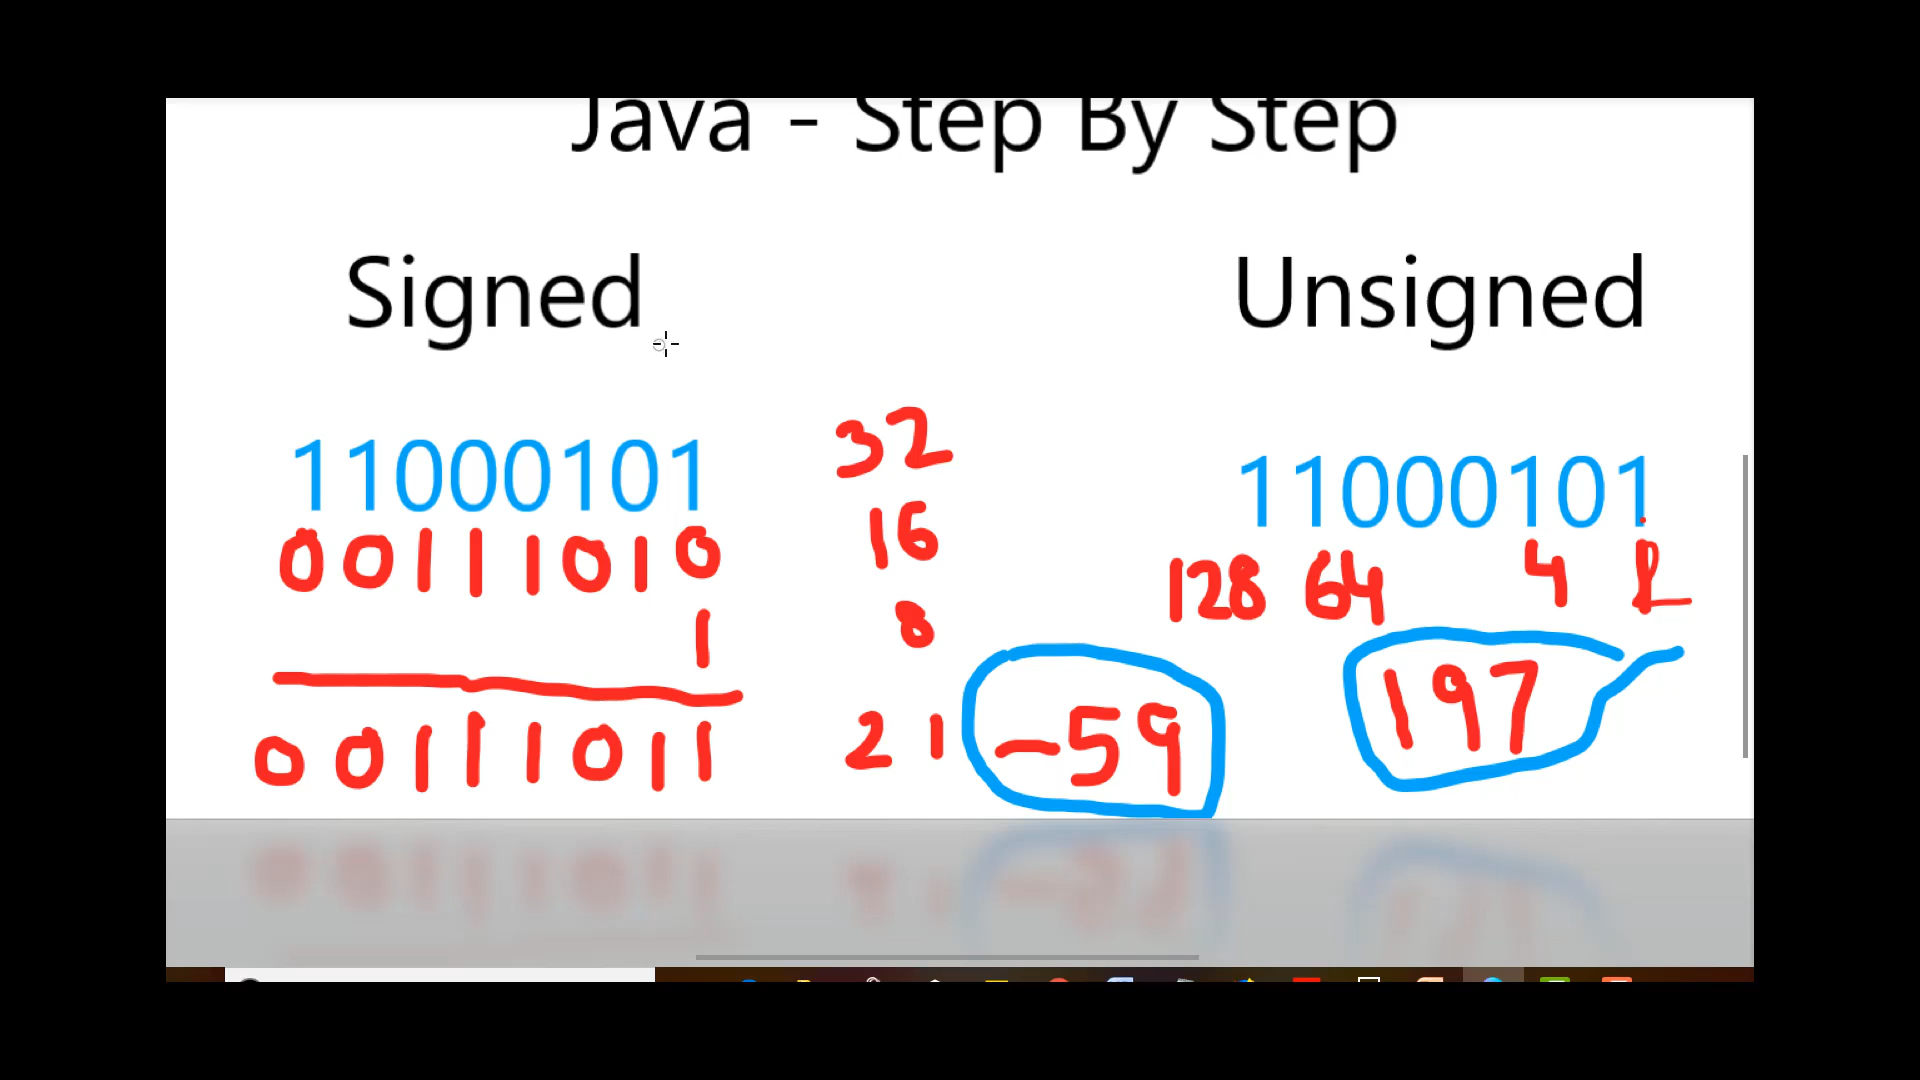 Java - Step By Step
Signed
Unsigned
11000101
00111010
1
00111011
32
16
8
2 1
-59
11000101
128 64 4
197